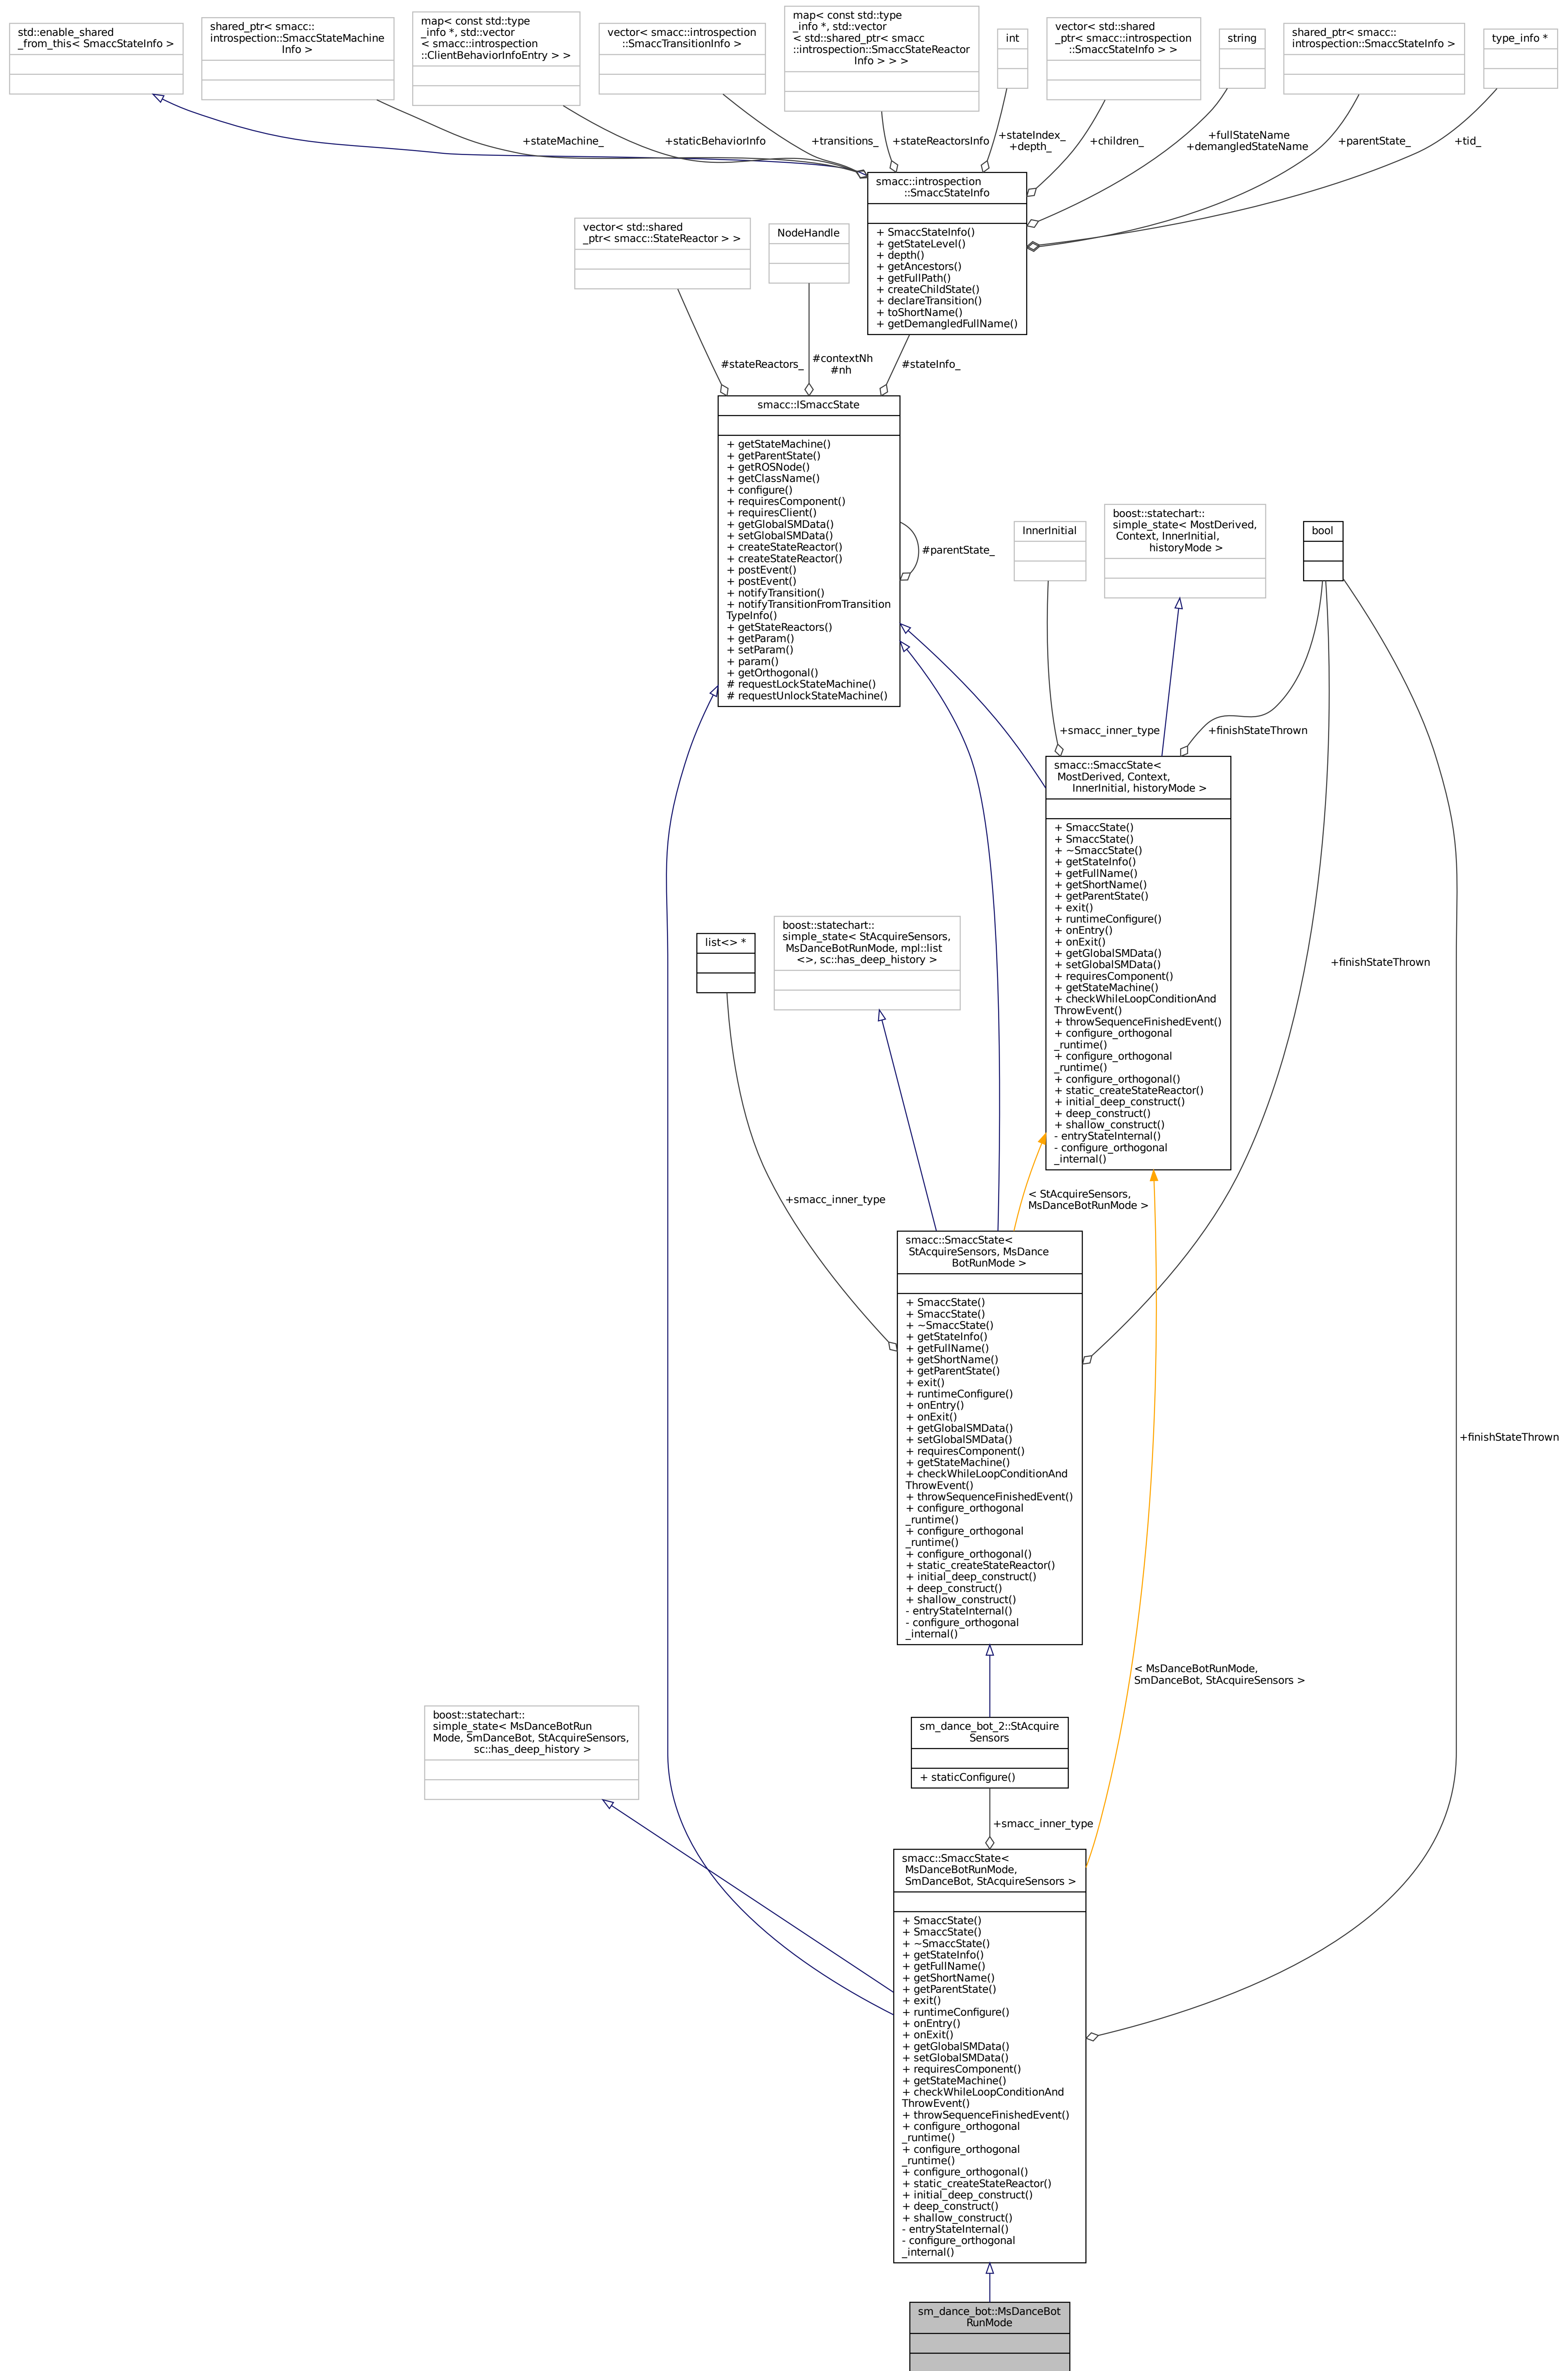 std::enable_shared
_from_this< SmaccStateInfo >
shared_ptr< smacc::
introspection::SmaccStateMachine
Info >
map< const std::type
_info *, std::vector
< smacc::introspection
::ClientBehaviorInfoEntry > >
vector< smacc::introspection
::SmaccTransitionInfo >
map< const std::type
_info *, std::vector
< std::shared_ptr< smacc
::introspection::SmaccStateReactor
Info > > >
int
vector< std::shared
_ptr< smacc::introspection
::SmaccStateInfo > >
string
shared_ptr< smacc::
introspection::SmaccStateInfo >
type_info *
+stateMachine_
+staticBehaviorInfo
+transitions_
+stateReactorsInfo
+stateIndex_
+depth_
+children_
+fullStateName
+demangledStateName
+parentState_
+tid_
smacc::introspection
::SmaccStateInfo
+ SmaccStateInfo()
+ getStateLevel()
+ depth()
+ getAncestors()
+ getFullPath()
+ createChildState()
+ declareTransition()
+ toShortName()
+ getDemangledFullName()
vector< std::shared
_ptr< smacc::StateReactor > >
NodeHandle
#stateReactors_
#contextNh
#nh
#stateInfo_
smacc::ISmaccState
+ getStateMachine()
+ getParentState()
+ getROSNode()
+ getClassName()
+ configure()
+ requiresComponent()
+ requiresClient()
+ getGlobalSMData()
+ setGlobalSMData()
+ createStateReactor()
+ createStateReactor()
+ postEvent()
+ postEvent()
+ notifyTransition()
+ notifyTransitionFromTransition
TypeInfo()
+ getStateReactors()
+ getParam()
+ setParam()
+ param()
+ getOrthogonal()
# requestLockStateMachine()
# requestUnlockStateMachine()
#parentState_
InnerInitial
boost::statechart::
simple_state< MostDerived,
Context, InnerInitial,
historyMode >
bool
+smacc_inner_type
+finishStateThrown
smacc::SmaccState<
MostDerived, Context,
InnerInitial, historyMode >
+ SmaccState()
+ SmaccState()
+ ~SmaccState()
+ getStateInfo()
+ getFullName()
+ getShortName()
+ getParentState()
+ exit()
+ runtimeConfigure()
+ onEntry()
+ onExit()
+ getGlobalSMData()
+ setGlobalSMData()
+ requiresComponent()
+ getStateMachine()
+ checkWhileLoopConditionAnd
ThrowEvent()
+ throwSequenceFinishedEvent()
+ configure_orthogonal
_runtime()
+ configure_orthogonal
_runtime()
+ configure_orthogonal()
+ static_createStateReactor()
+ initial_deep_construct()
+ deep_construct()
+ shallow_construct()
- entryStateInternal()
- configure_orthogonal
_internal()
list<> *
boost::statechart::
simple_state< StAcquireSensors,
MsDanceBotRunMode, mpl::list
<>, sc::has_deep_history >
+finishStateThrown
+smacc_inner_type
< StAcquireSensors,
MsDanceBotRunMode >
smacc::SmaccState<
StAcquireSensors, MsDance
BotRunMode >
+ SmaccState()
+ SmaccState()
+ ~SmaccState()
+ getStateInfo()
+ getFullName()
+ getShortName()
+ getParentState()
+ exit()
+ runtimeConfigure()
+ onEntry()
+ onExit()
+ getGlobalSMData()
+ setGlobalSMData()
+ requiresComponent()
+ getStateMachine()
+ checkWhileLoopConditionAnd
ThrowEvent()
+ throwSequenceFinishedEvent()
+ configure_orthogonal
_runtime()
+ configure_orthogonal
_runtime()
+ configure_orthogonal()
+ static_createStateReactor()
+ initial_deep_construct()
+ deep_construct()
+ shallow_construct()
- entryStateInternal()
- configure_orthogonal
_internal()
+finishStateThrown
< MsDanceBotRunMode,
SmDanceBot, StAcquireSensors >
boost::statechart::
simple_state< MsDanceBotRun
Mode, SmDanceBot, StAcquireSensors,
sc::has_deep_history >
sm_dance_bot_2::StAcquire
Sensors
+ staticConfigure()
+smacc_inner_type
smacc::SmaccState<
MsDanceBotRunMode,
SmDanceBot, StAcquireSensors >
+ SmaccState()
+ SmaccState()
+ ~SmaccState()
+ getStateInfo()
+ getFullName()
+ getShortName()
+ getParentState()
+ exit()
+ runtimeConfigure()
+ onEntry()
+ onExit()
+ getGlobalSMData()
+ setGlobalSMData()
+ requiresComponent()
+ getStateMachine()
+ checkWhileLoopConditionAnd
ThrowEvent()
+ throwSequenceFinishedEvent()
+ configure_orthogonal
_runtime()
+ configure_orthogonal
_runtime()
+ configure_orthogonal()
+ static_createStateReactor()
+ initial_deep_construct()
+ deep_construct()
+ shallow_construct()
- entryStateInternal()
- configure_orthogonal
_internal()
sm_dance_bot::MsDanceBot
RunMode